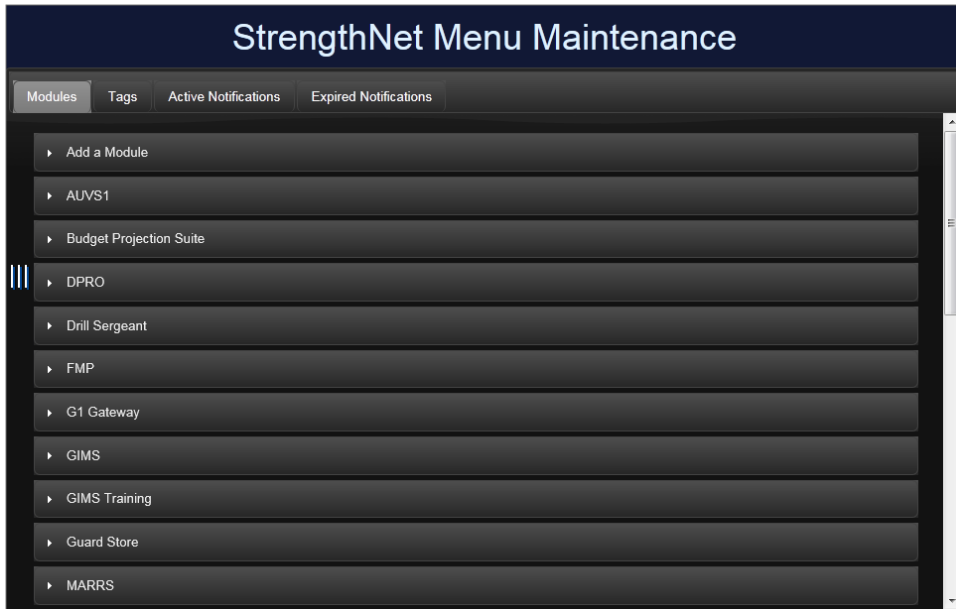 StrengthNet Menu Maintenance
Modules Tags Active Notifications Expired Notifications
Add a Module
AUVS1
Budget Projection Suite
DPRO
Drill Sergeant
FMP
G1 Gateway
GIMS
GIMS Training
Guard Store
MARRS